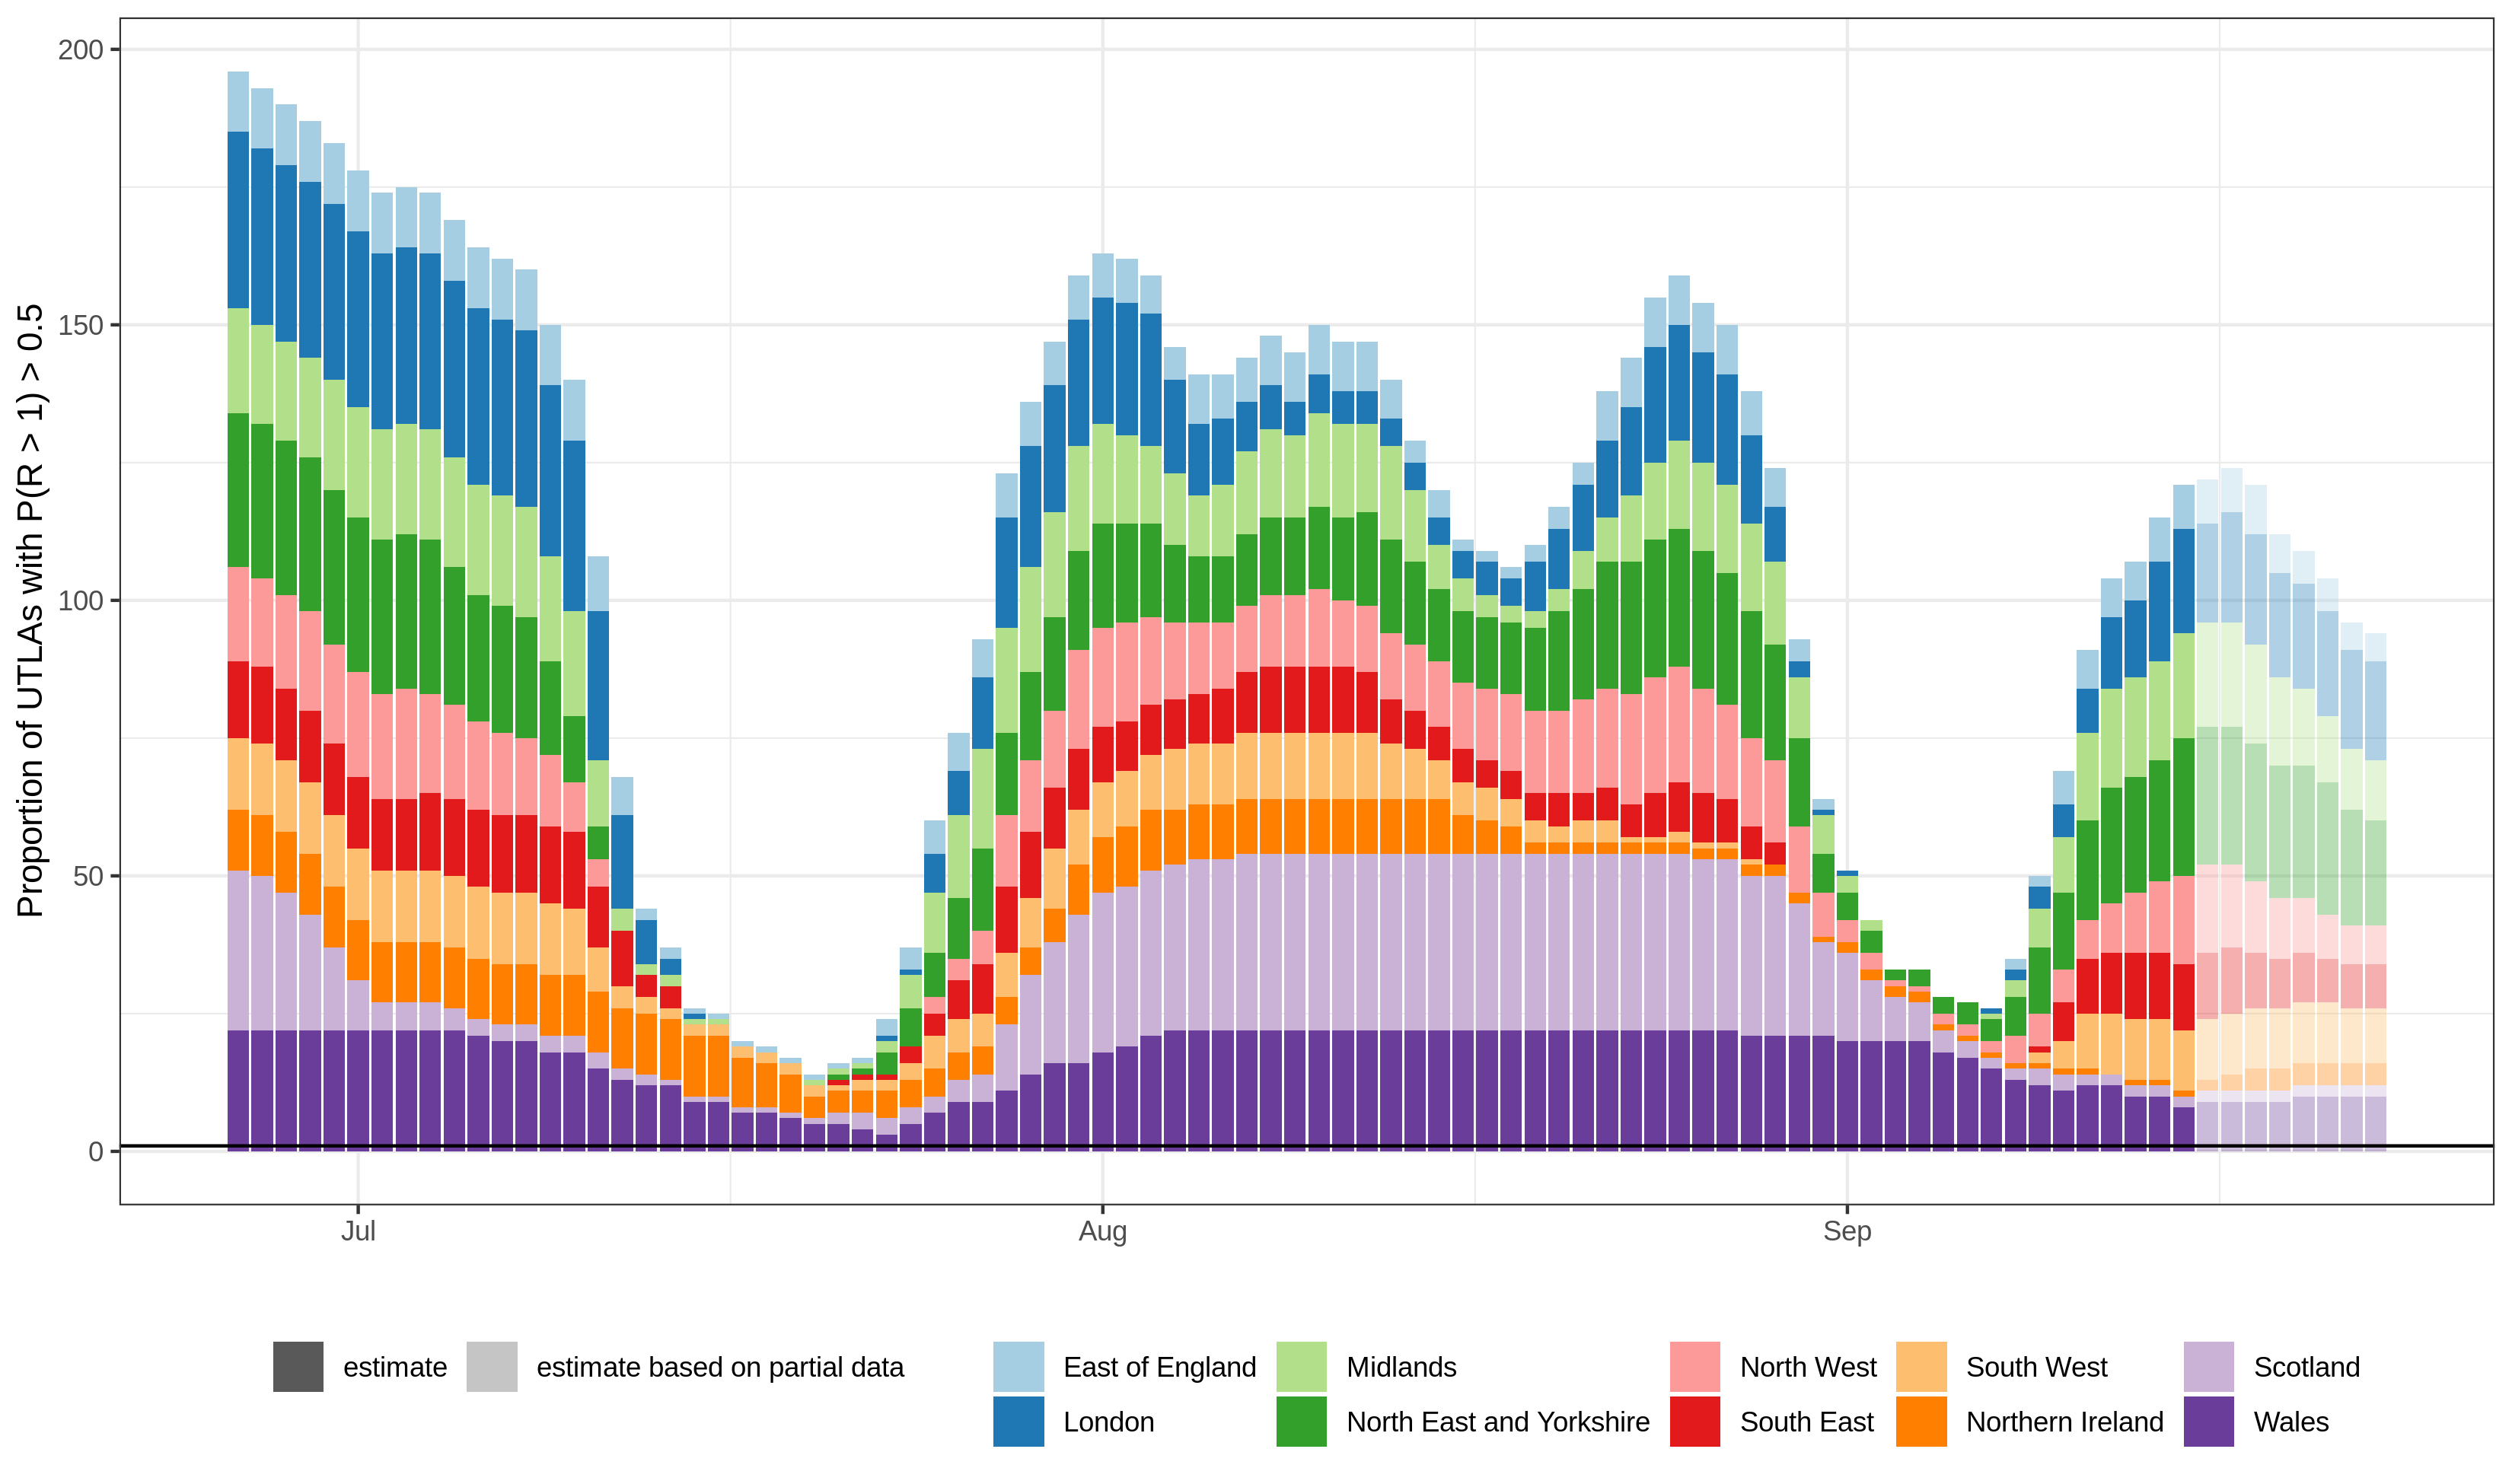 Proportion of UTLAs with P(R > 1) > 0.5
200
150
100
50
0
Jul Aug Sep
estimate estimate based on partial data East of England Midlands North West South West Scotland
London North East and Yorkshire South East Northern Ireland Wales